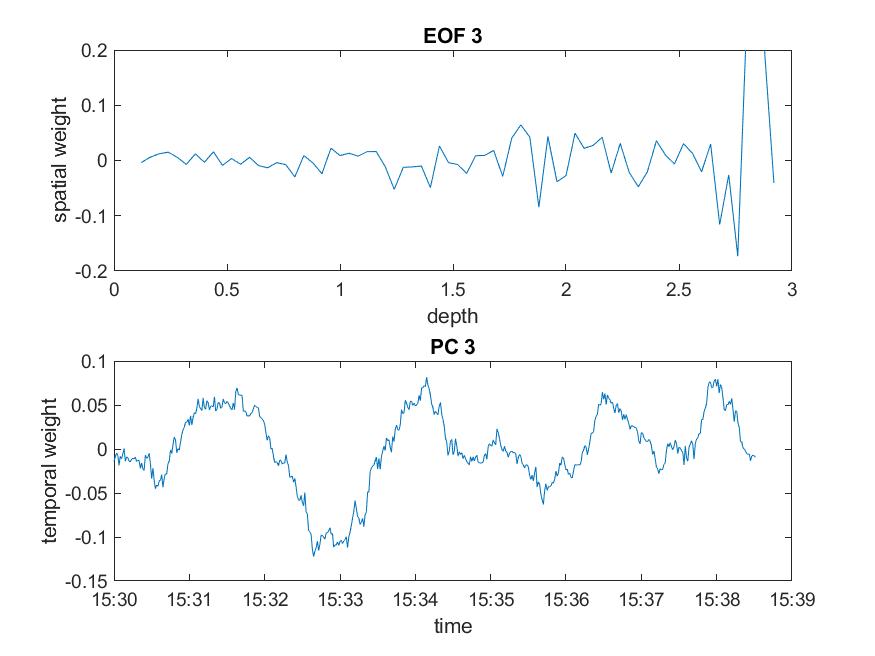 EOF 3
0.2
0.1
0
-0.1
-0.2
spatial weight
0 0.5 1 1.5 2 2.5 3
depth
PC 3
0.1
0.05
0
-0.05
-0.1
-0.15
temporal weight
15:30 15:31 15:32 15:33 15:34 15:35 15:36 15:37 15:38 15:39
time